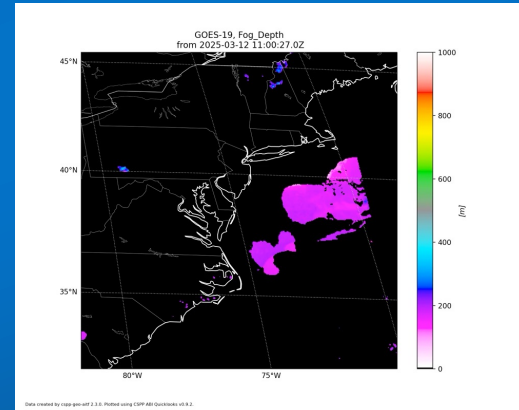 GOES-19, Fog_Depth
from 2025-03-12 11:00:27.0Z
45°N
40°N
35°N
80°W
75°W
1000
800
600
400
200
0
[m]
Data created by cspp-geo-gtf 2.3.0. Plotted using CSPP ABI Quicklooks v0.9.2.